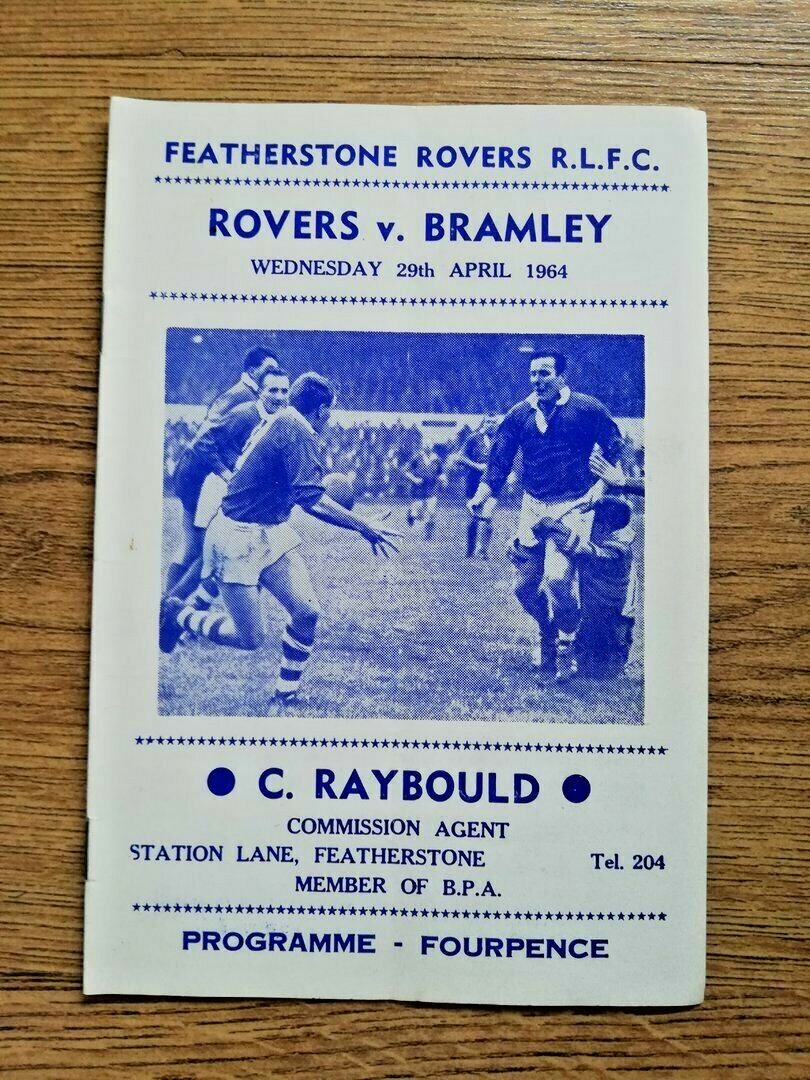 FEATHERSTONE ROVERS R.L.F.C.
ROVERS v. BRAMLEY
WEDNESDAY 29th APRIL 1964
● C. RAYBOULD ●
COMMISSION AGENT
STATION LANE, FEATHERSTONE Tel. 204
MEMBER OF B.P.A.
PROGRAMME - FOURPENCE